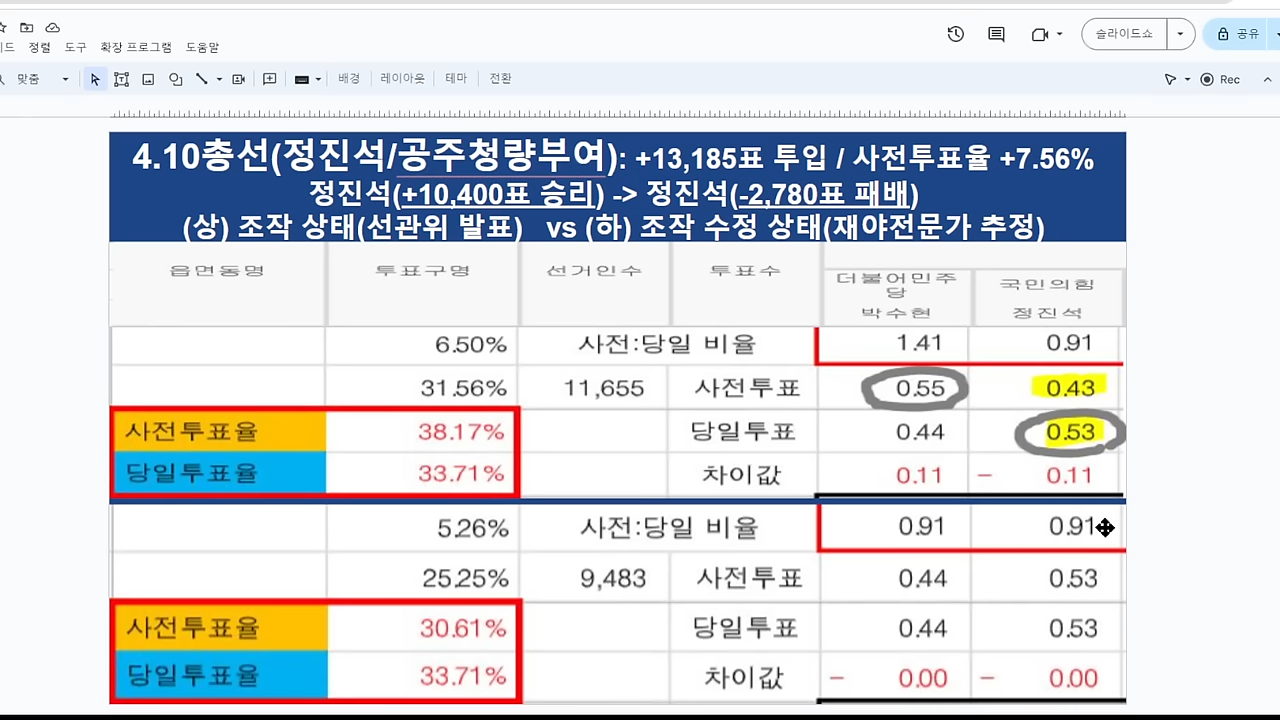 정렬 도구 확장 프로그램 도움말
슬라이드쇼
공유
맞춤
배경 레이아웃 테마 전환
Rec
4.10총선(정진석/공주청량부여): +13,185표 투입 / 사전투표율 +7.56%
정진석(+10,400표 승리) -> 정진석(-2,780표 패배)
(상) 조작 상태(선관위 발표) vs (하) 조작 수정 상태(재야전문가 추정)
읍면동명 투표구명 선거인수 투표수 더불어민주당 박수현 국민의힘 정진석
6.50% 사전:당일 비율 1.41 0.91
31.56% 11,655 사전투표 0.55 0.43
사전투표율 38.17% 당일투표 0.44 0.53
당일투표율 33.71% 차이값 0.11 - 0.11
5.26% 사전:당일 비율 0.91 0.91
25.25% 9,483 사전투표 0.44 0.53
사전투표율 30.61% 당일투표 0.44 0.53
당일투표율 33.71% 차이값 - 0.00 - 0.00